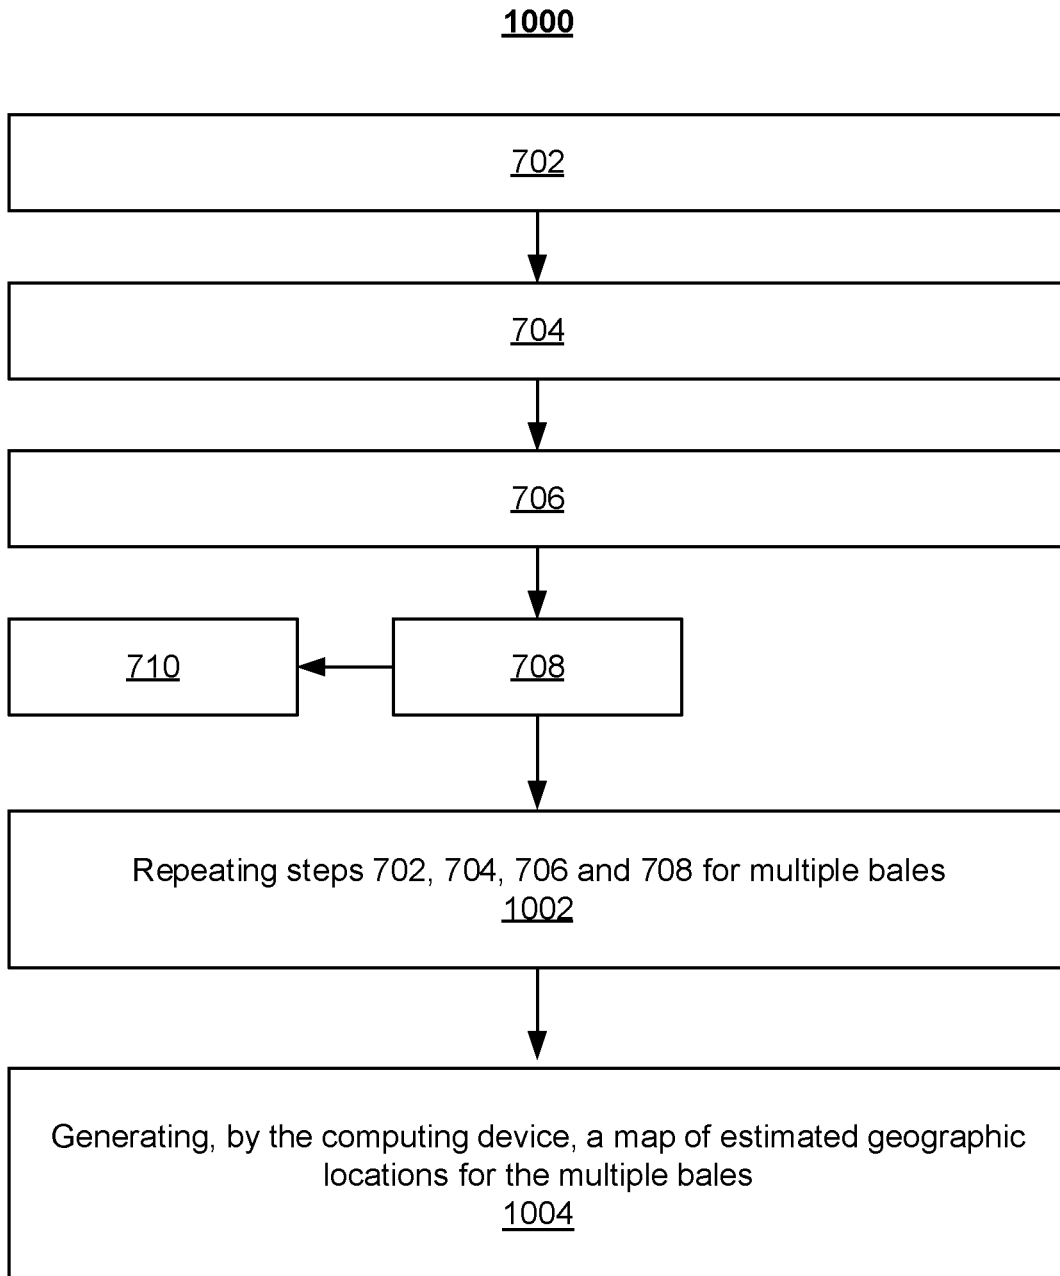 1000
702
704
706
710
708
Repeating steps 702, 704, 706 and 708 for multiple bales
1002
Generating, by the computing device, a map of estimated geographic
locations for the multiple bales
1004